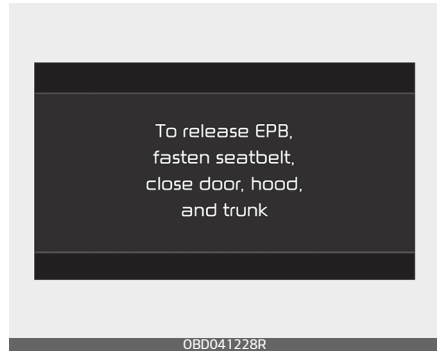 To release EPB,
fasten seatbelt,
close door, hood,
and trunk
OBD041228R